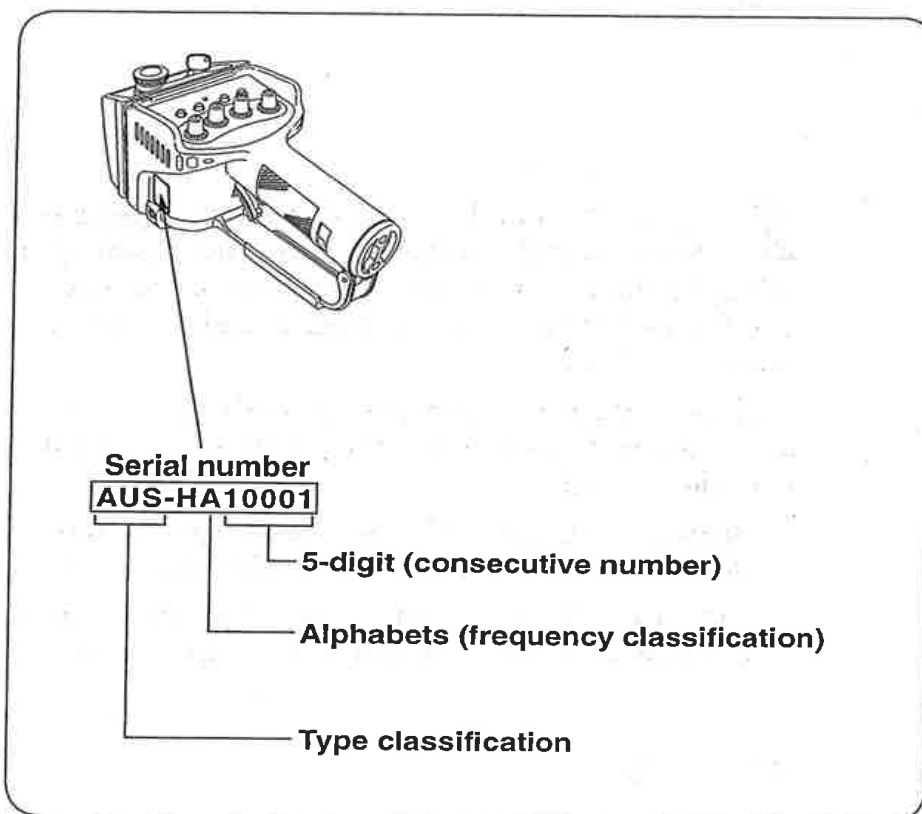 Serial number
AUS-HA10001
5-digit (consecutive number)
Alphabets (frequency classification)
Type classification